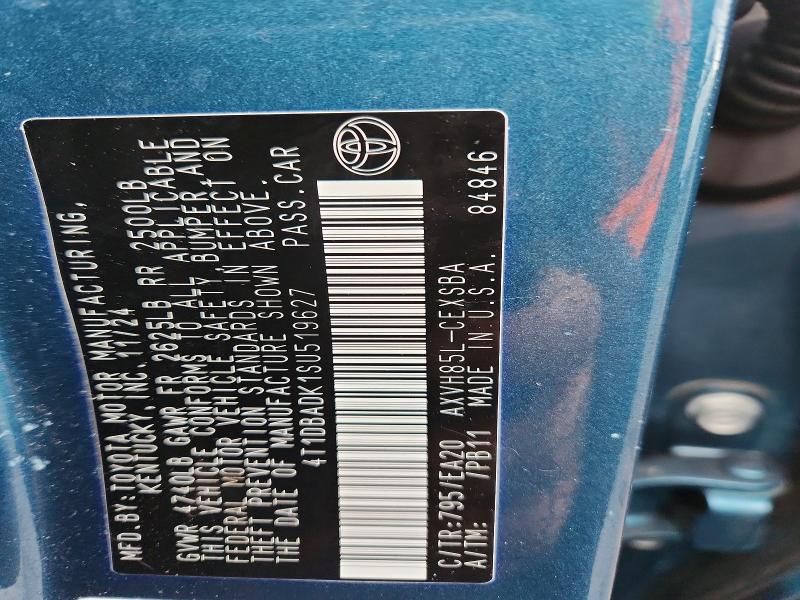 MFD. BY: TOYOTA MOTOR MANUFACTURING,
KENTUCKY, INC. 11/24
GVWR 4740LB GAWR FR 2625LB RR 2500LB
THIS VEHICLE CONFORMS TO ALL APPLICABLE
FEDERAL MOTOR VEHICLE SAFETY, BUMPER, AND
THEFT PREVENTION STANDARDS IN EFFECT ON
THE DATE OF MANUFACTURE SHOWN ABOVE.
4T1DBADK1SU519627 PASS.CAR
C/TR:795/EA20 AXVH85L-CEXSBA
A/TM: /PB11 MADE IN U.S.A. 84846